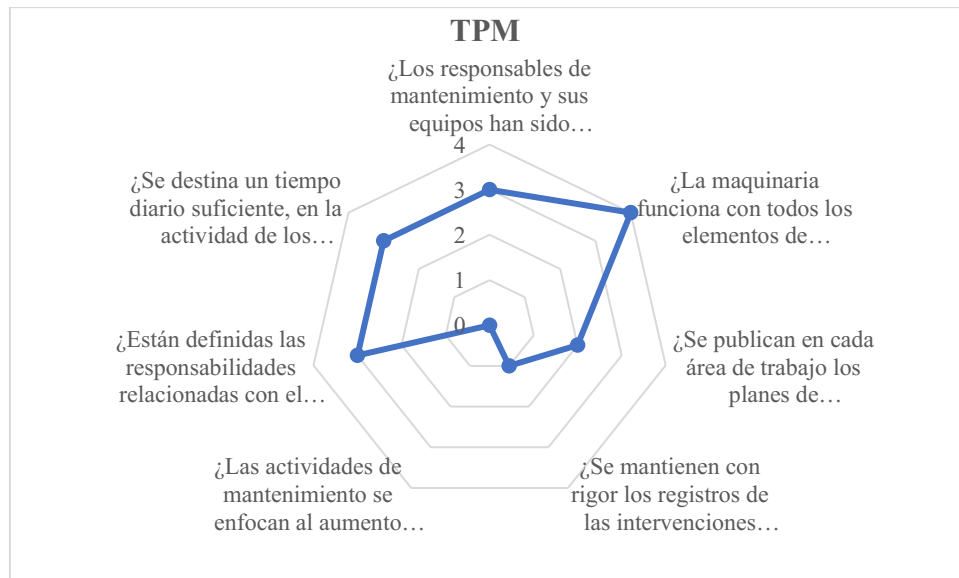 TPM
¿Los responsables de
mantenimiento y sus
equipos han sido…
4
3
2
1
0
¿La maquinaria
funciona con todos los
elementos de…
¿Se publican en cada
área de trabajo los
planes de…
¿Se mantienen con
rigor los registros de
las intervenciones…
¿Las actividades de
mantenimiento se
enfocan al aumento…
¿Están definidas las
responsabilidades
relacionadas con el…
¿Se destina un tiempo
diario suficiente, en la
actividad de los…